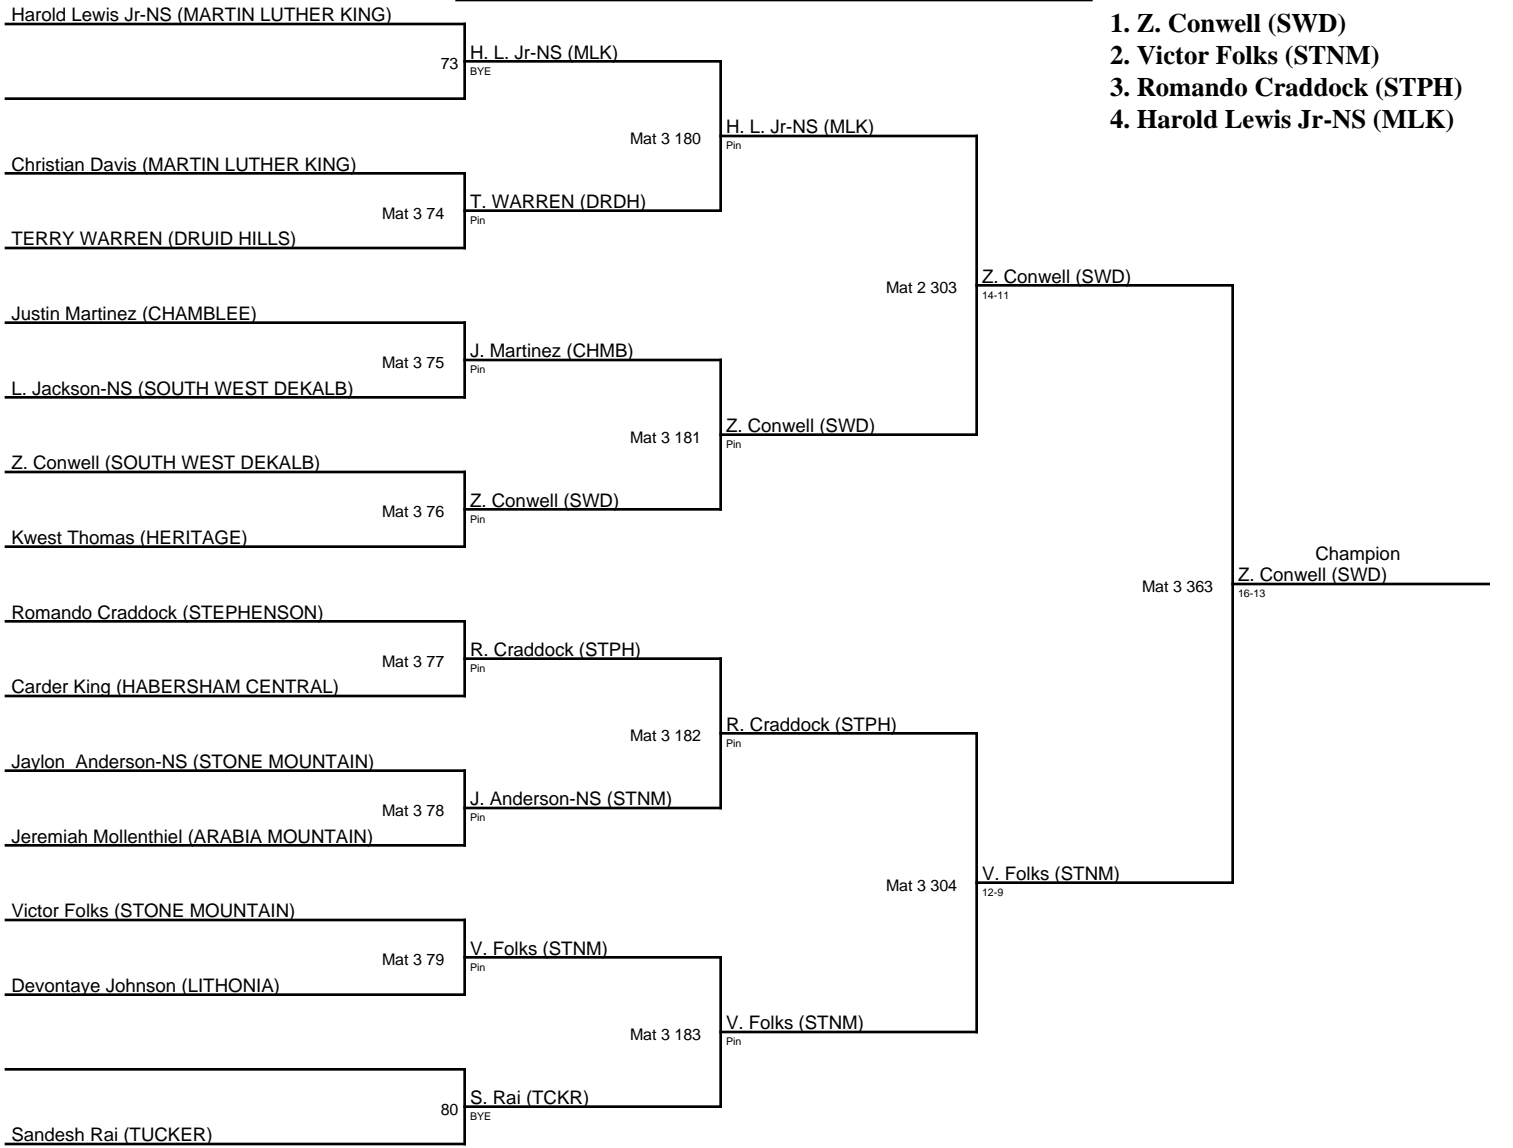 Harold Lewis Jr-NS (MARTIN LUTHER KING)
73
H. L. Jr-NS (MLK)
BYE
Christian Davis (MARTIN LUTHER KING)
Mat 3 74
T. WARREN (DRDH)
Pin
TERRY WARREN (DRUID HILLS)
Mat 3 180
H. L. Jr-NS (MLK)
Pin
Justin Martinez (CHAMBLEE)
Mat 3 75
J. Martinez (CHMB)
Pin
L. Jackson-NS (SOUTH WEST DEKALB)
Mat 3 181
Z. Conwell (SWD)
Pin
Z. Conwell (SOUTH WEST DEKALB)
Mat 3 76
Z. Conwell (SWD)
Pin
Kwest Thomas (HERITAGE)
Mat 2 303
Z. Conwell (SWD)
14-11
Romando Craddock (STEPHENSON)
Mat 3 77
R. Craddock (STPH)
Pin
Carder King (HABERSHAM CENTRAL)
Mat 3 182
R. Craddock (STPH)
Pin
Jaylon  Anderson-NS (STONE MOUNTAIN)
Mat 3 78
J. Anderson-NS (STNM)
Pin
Jeremiah Mollenthiel (ARABIA MOUNTAIN)
Mat 3 304
V. Folks (STNM)
12-9
Victor Folks (STONE MOUNTAIN)
Mat 3 79
V. Folks (STNM)
Pin
Devontaye Johnson (LITHONIA)
Mat 3 183
V. Folks (STNM)
Pin
80
S. Rai (TCKR)
BYE
Sandesh Rai (TUCKER)
Mat 3 363
Champion
Z. Conwell (SWD)
16-13
1. Z. Conwell (SWD)
2. Victor Folks (STNM)
3. Romando Craddock (STPH)
4. Harold Lewis Jr-NS (MLK)